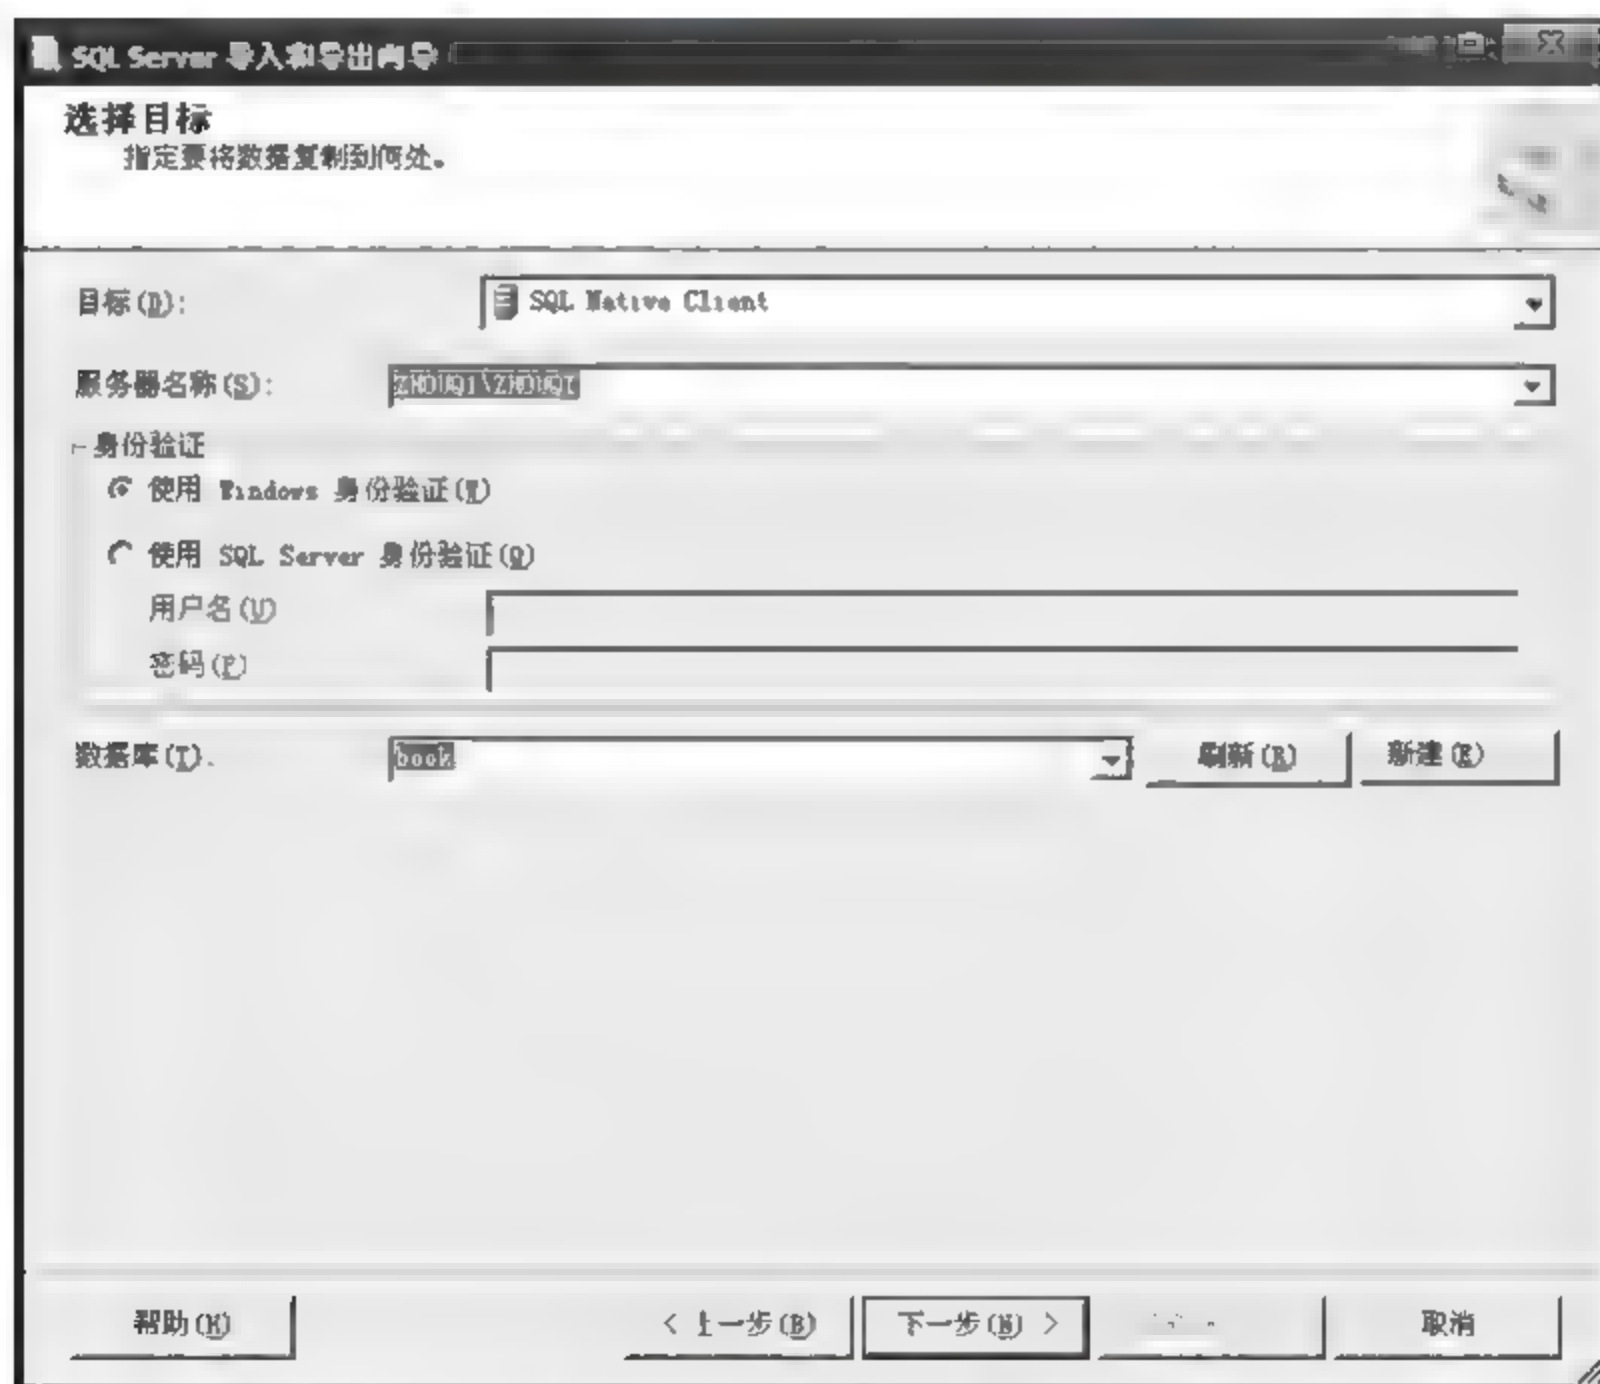 SQL Server 导入和导出向导
选择目标
指定要将数据复制到何处。
目标(D):
SQL Native Client
服务器名称(S):
ZHOUQI\ZHOUQI
身份验证
使用 Windows 身份验证(W)
使用 SQL Server 身份验证(Q)
用户名(U)
密码(P)
数据库(T).
book
刷新(R)
新建(E)
帮助(H)
< 上一步(B)
下一步(N) >
取消